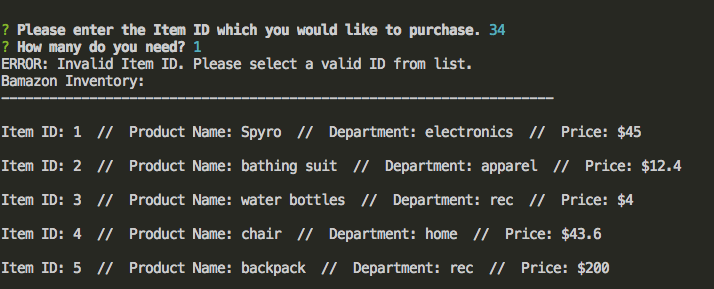 ? Please enter the Item ID which you would like to purchase. 34
? How many do you need? 1
ERROR: Invalid Item ID. Please select a valid ID from list.
Bamazon Inventory:
---------------------------------------------------------------------
Item ID: 1  //  Product Name: Spyro  //  Department: electronics  //  Price: $45
Item ID: 2  //  Product Name: bathing suit  //  Department: apparel  //  Price: $12.4
Item ID: 3  //  Product Name: water bottles  //  Department: rec  //  Price: $4
Item ID: 4  //  Product Name: chair  //  Department: home  //  Price: $43.6
Item ID: 5  //  Product Name: backpack  //  Department: rec  //  Price: $200